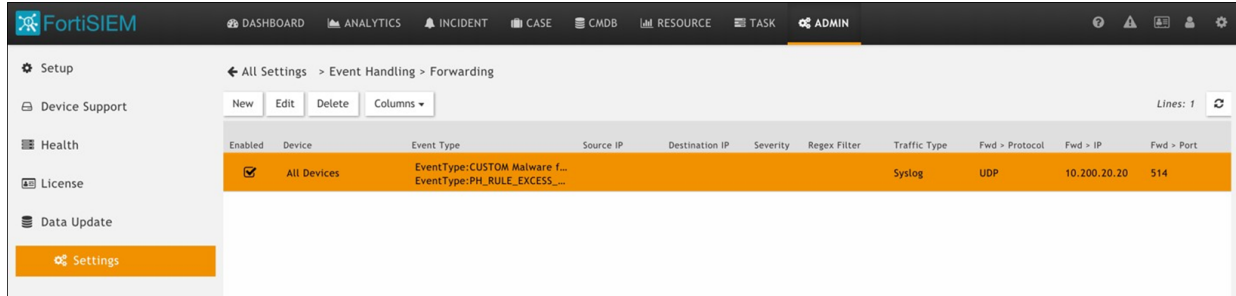 FortiSIEM
DASHBOARD ANALYTICS INCIDENT CASE CMDB RESOURCE TASK ADMIN
Setup
Device Support
Health
License
Data Update
Settings
All Settings > Event Handling > Forwarding
New Edit Delete Columns
Lines: 1
Enabled Device Event Type Source IP Destination IP Severity Regex Filter Traffic Type Fwd > Protocol Fwd > IP Fwd > Port
All Devices EventType:CUSTOM Malware f... Syslog UDP 10.200.20.20 514
EventType:PH_RULE_EXCESS_...